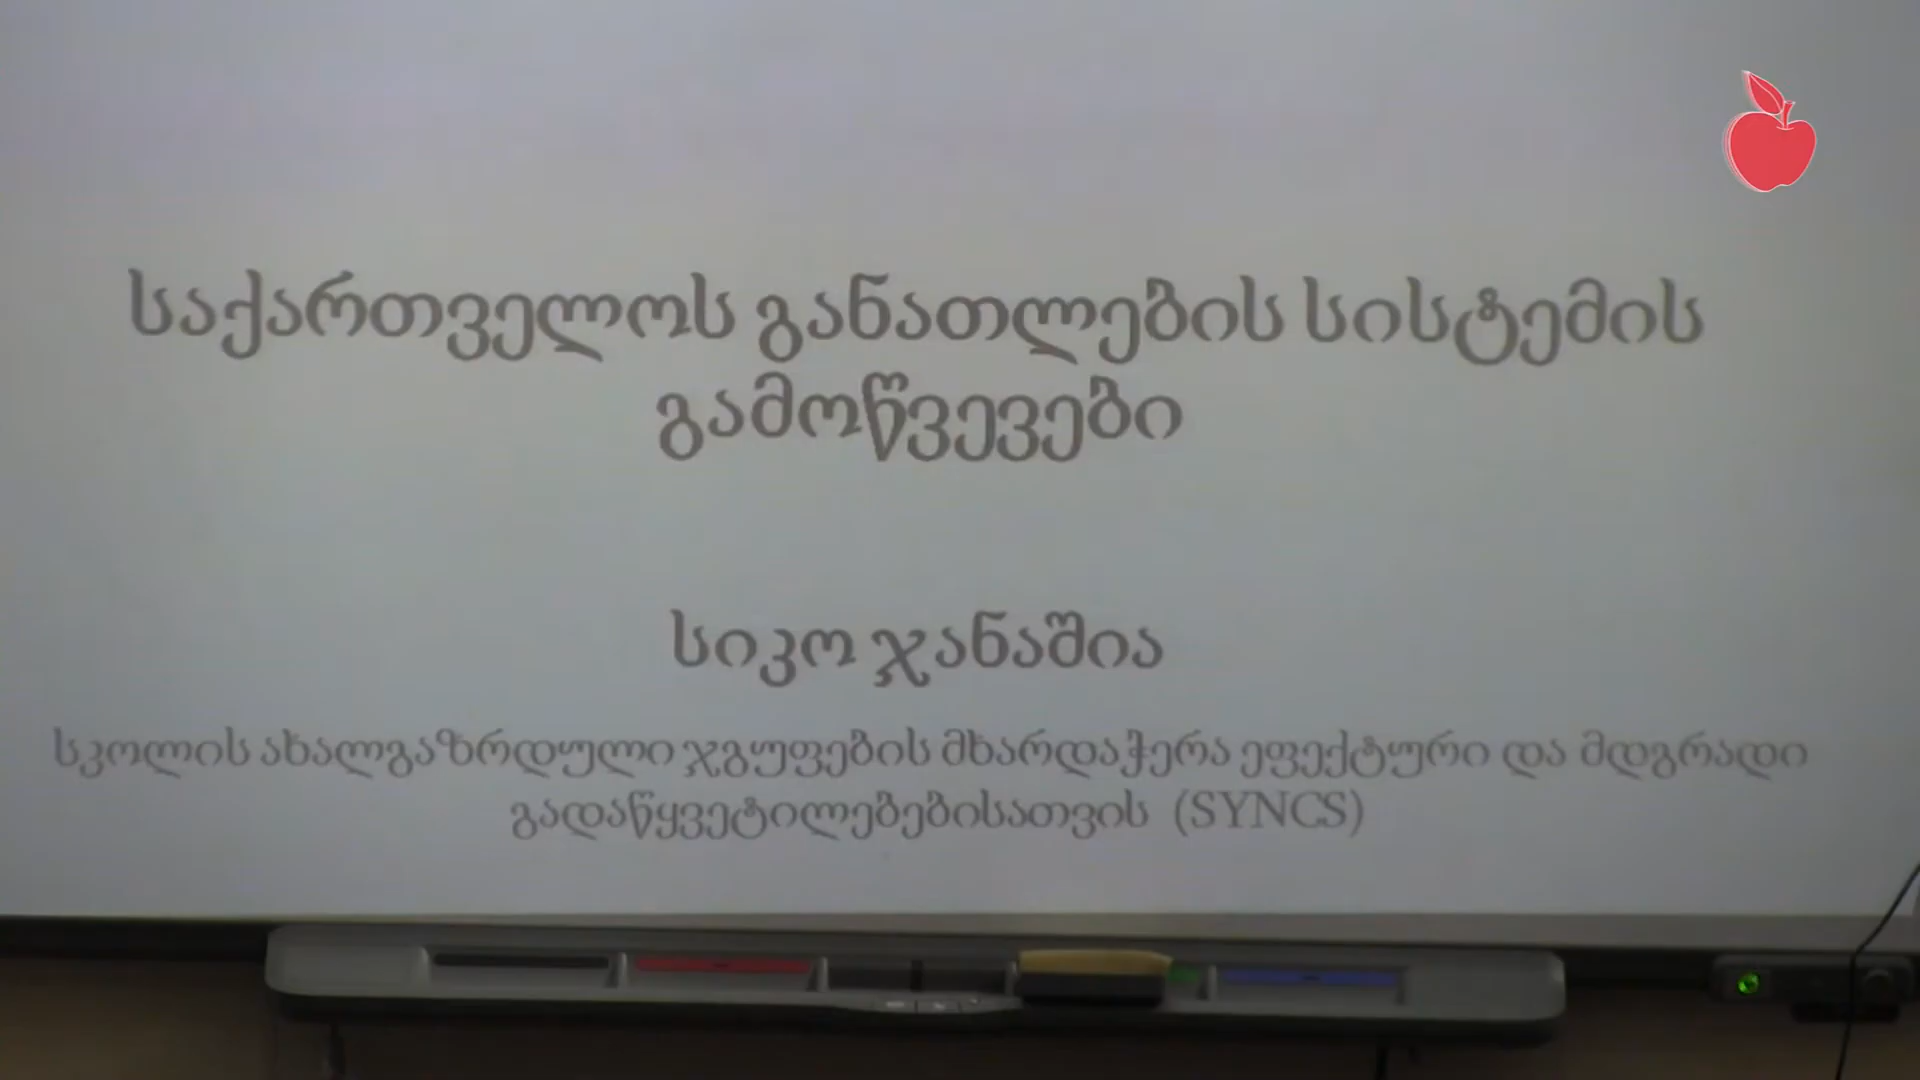 საქართველოს განათლების სისტემის
გამოწვევები
სიკო ჯანაშია
სკოლის ახალგაზრდული ჯგუფების მხარდაჭერა ეფექტური და მდგრადი
გადაწყვეტილებებისათვის (SYNCS)